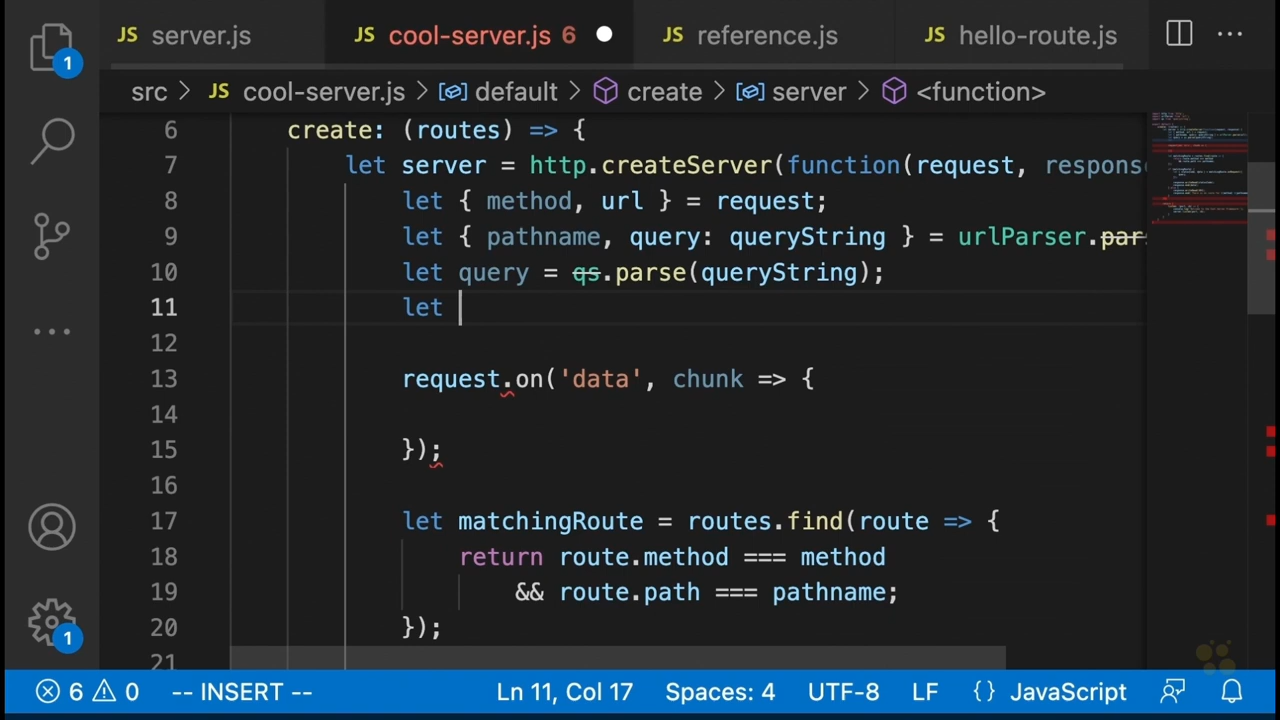 JS server.js JS cool-server.js 6 JS reference.js JS hello-route.js
1
src > JS cool-server.js > default > create > server > <function>
6 create: (routes) => {
7 let server = http.createServer(function(request, respons
8 let { method, url } = request;
9 let { pathname, query: queryString } = urlParser.pars
10 let query = qs.parse(queryString);
11 let
12
13 request.on('data', chunk => {
14
15 });
16
17 let matchingRoute = routes.find(route => {
18 return route.method === method
19 && route.path === pathname;
20 });
21
1
6 0 -- INSERT -- Ln 11, Col 17 Spaces: 4 UTF-8 LF {} JavaScript